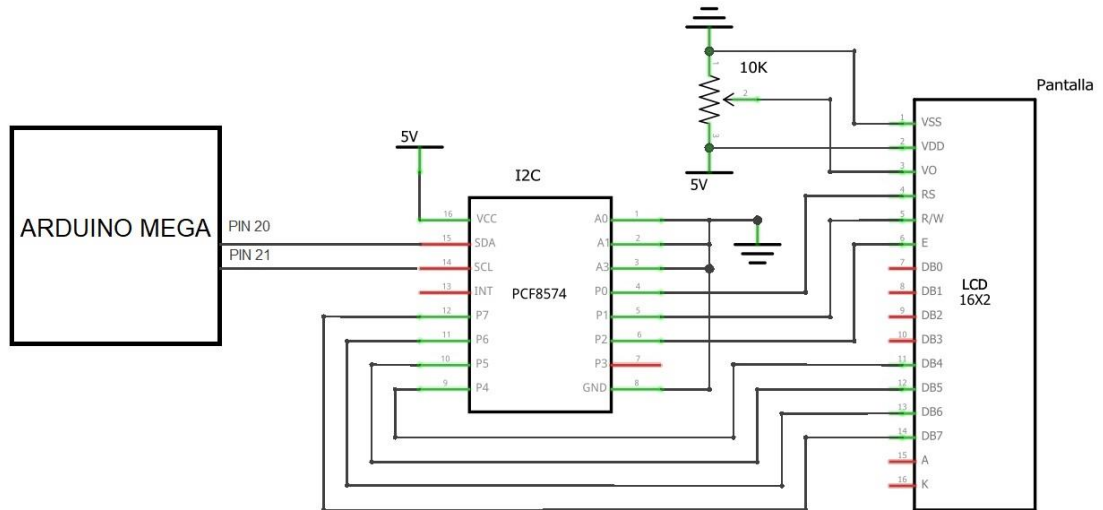 10K
1
2
3
5V
Pantalla
ARDUINO MEGA
PIN 20
PIN 21
5V
I2C
PCF8574
16 VCC
15 SDA
14 SCL
13 INT
12 P7
11 P6
10 P5
9 P4
A0 1
A1 2
A3 3
P0 4
P1 5
P2 6
P3 7
GND 8
LCD
16X2
1 VSS
2 VDD
3 VO
4 RS
5 R/W
6 E
7 DB0
8 DB1
9 DB2
10 DB3
11 DB4
12 DB5
13 DB6
14 DB7
15 A
16 K